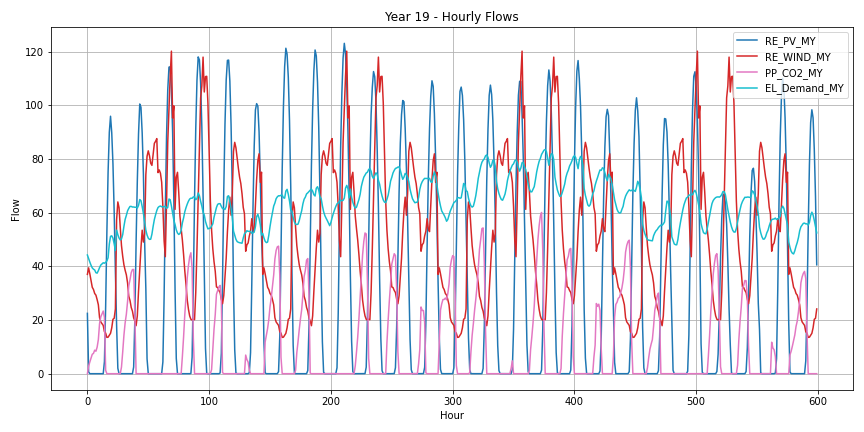 Year 19 - Hourly Flows
RE_PV_MY
RE_WIND_MY
PP_CO2_MY
EL_Demand_MY
Flow
120
100
80
60
40
20
0
0 100 200 300 400 500 600
Hour